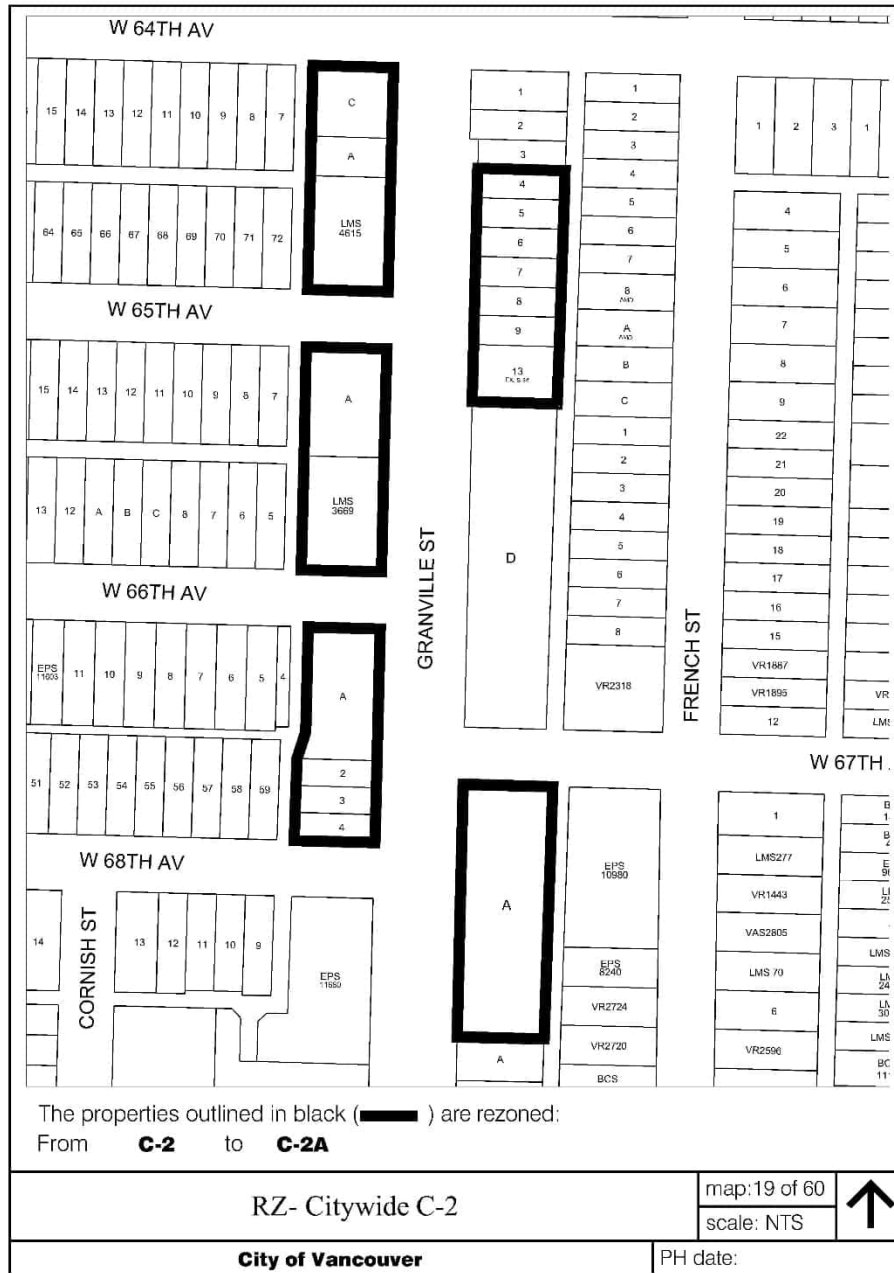 W 64TH AV
15 14 13 12 11 10 9 8 7
C
A
LMS
4615
64 65 66 67 68 69 70 71 72
W 65TH AV
15 14 13 12 11 10 9 8 7
A
LMS
3669
13 12 A B C 8 7 6 5
W 66TH AV
EPS
11603
11 10 9 8 7 6 5 4
A
2
3
4
51 52 53 54 55 56 57 58 59
W 68TH AV
14
CORNISH ST
13 12 11 10 9
EPS
GRANVILLE ST
1
2
3
4
5
6
7
8
9
13
D
A
A
1
2
3
4
5
6
7
8
AMD
A
AMD
B
C
1
2
3
4
5
6
7
8
VR2318
EPS
10980
EPS
8240
VR2724
VR2720
BCS
FRENCH ST
1 2 3 1
4
5
6
7
8
9
22
21
20
19
18
17
16
15
VR1887
VR1895
12
VR
LMS
W 67TH
1
LMS277
VR1443
VAS2805
LMS 70
6
VR2596
LMS
LMS
The properties outlined in black ( ) are rezoned:
From C-2 to C-2A
RZ- Citywide C-2
map:19 of 60
scale: NTS
City of Vancouver
PH date: